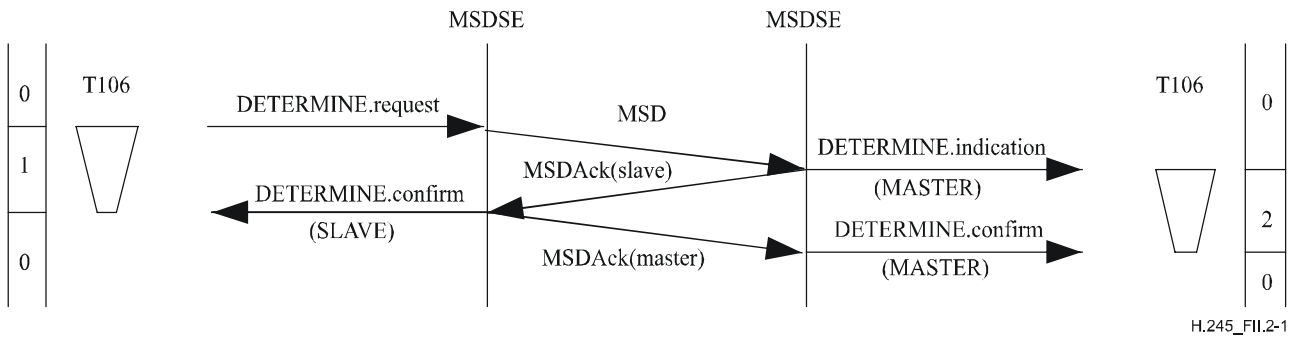 MSDSE
MSDSE
T106
T106
0
0
DETERMINE.request
MSD
DETERMINE.indication
1
MSDAck(slave)
DETERMINE.confirm
(MASTER)
(SLAVE)
DETERMINE.confirm
2
MSDAck(master)
(MASTER)
0
0
H.245_FII.2-1